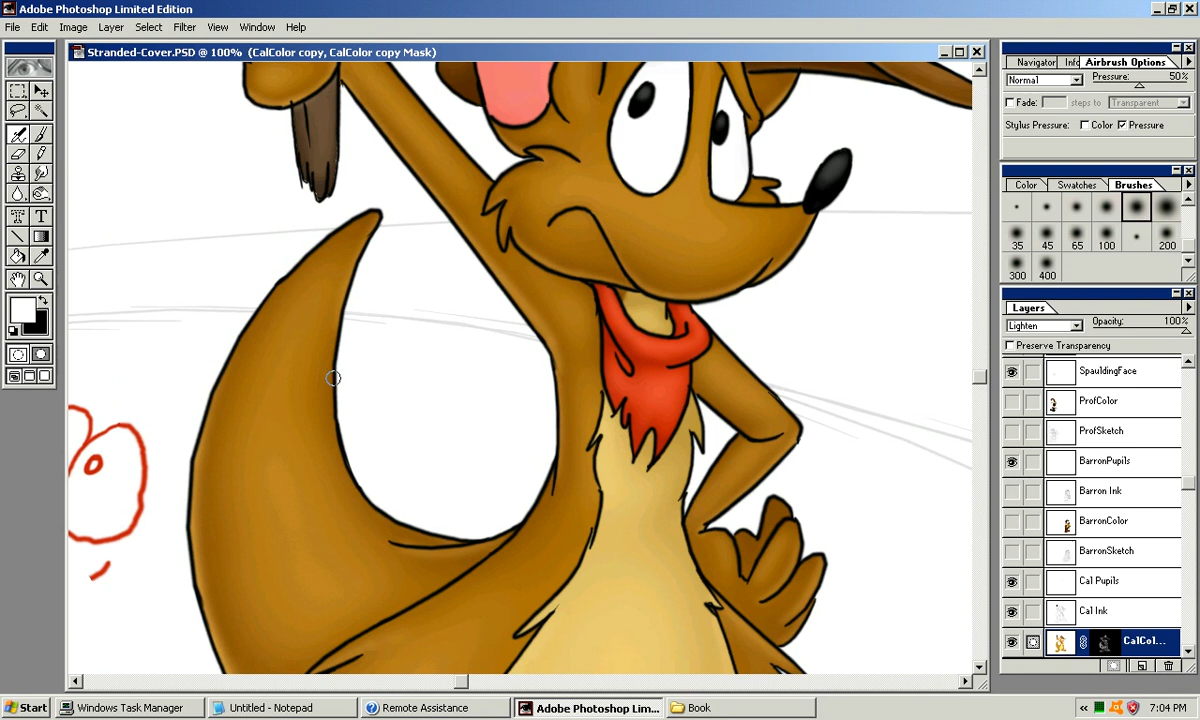 Adobe Photoshop Limited Edition
File Edit Image Layer Select Filter View Window Help
Stranded-Cover.PSD @ 100% (CalColor copy, CalColor copy Mask)
Navigator Info Airbrush Options
Normal Pressure: 50%
Fade: steps to Transparent
Stylus Pressure: Color Pressure
Color Swatches Brushes
35 45 65 100 200
300 400
Layers
Lighten Opacity: 100%
Preserve Transparency
SpauldingFace
ProfColor
ProfSketch
BarronPupils
Barron Ink
BarronColor
BarronSketch
Cal Pupils
Cal Ink
CalCol...
Start Windows Task Manager Untitled - Notepad Remote Assistance Adobe Photoshop Lim... Book 7:04 PM